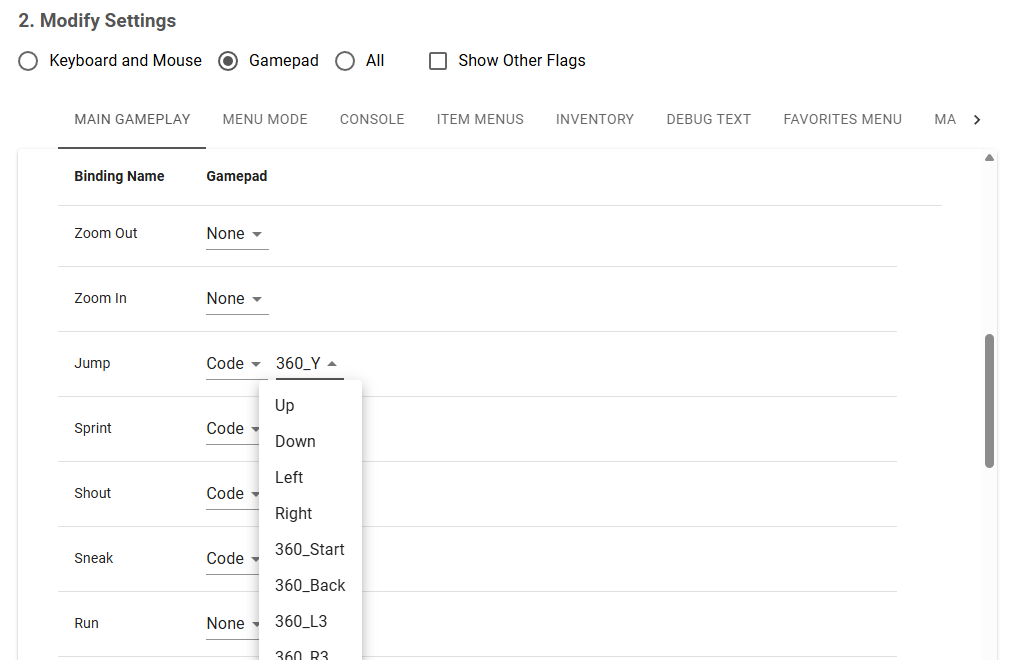 2. Modify Settings
Keyboard and Mouse Gamepad All Show Other Flags
MAIN GAMEPLAY MENU MODE CONSOLE ITEM MENUS INVENTORY DEBUG TEXT FAVORITES MENU MA
Binding Name Gamepad
Zoom Out None
Zoom In None
Jump Code 360_Y
Up
Sprint Code
Down
Left
Shout Code
Right
360_Start
Sneak Code
360_Back
Run None
360_L3
360_R3